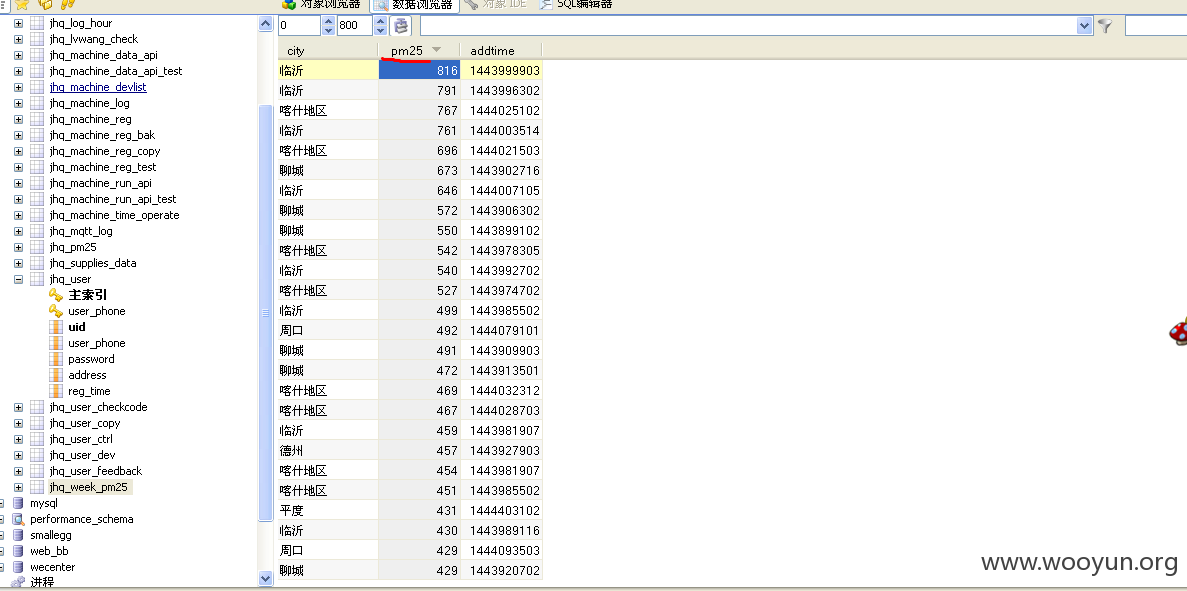 对象浏览器 数据浏览器 对象 IDE SQL编辑器
0 800
jhq_log_hour
jhq_lvwang_check
jhq_machine_data_api
jhq_machine_data_api_test
jhq_machine_devlist
jhq_machine_log
jhq_machine_reg
jhq_machine_reg_bak
jhq_machine_reg_copy
jhq_machine_reg_test
jhq_machine_run_api
jhq_machine_run_api_test
jhq_machine_time_operate
jhq_mqtt_log
jhq_pm25
jhq_supplies_data
jhq_user
主索引
user_phone
uid
user_phone
password
address
reg_time
jhq_user_checkcode
jhq_user_copy
jhq_user_ctrl
jhq_user_dev
jhq_user_feedback
jhq_week_pm25
mysql
performance_schema
smallegg
web_bb
wecenter
进程
city pm25 addtime
临沂 816 1443999903
临沂 791 1443996302
喀什地区 767 1444025102
临沂 761 1444003514
喀什地区 696 1444021503
聊城 673 1443902716
临沂 646 1444007105
聊城 572 1443906302
聊城 550 1443899102
喀什地区 542 1443978305
临沂 540 1443992702
喀什地区 527 1443974702
临沂 499 1443985502
周口 492 1444079101
聊城 491 1443909903
聊城 472 1443913501
喀什地区 469 1444032312
喀什地区 467 1444028703
临沂 459 1443981907
德州 457 1443927903
喀什地区 454 1443981907
喀什地区 451 1443985502
平度 431 1444403102
临沂 430 1443989116
周口 429 1444093503
聊城 429 1443920702
www.wooyun.org